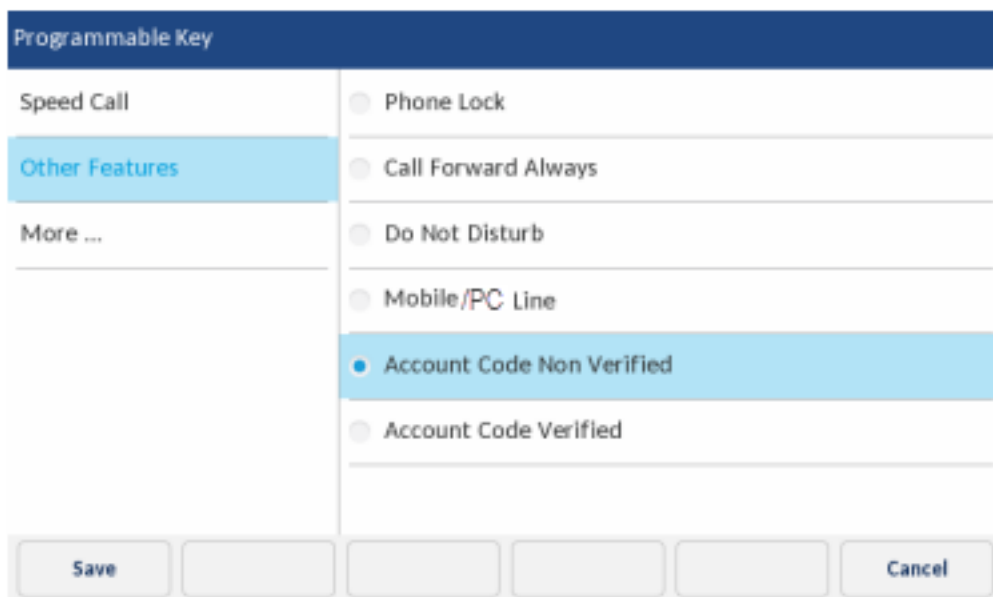 Programmable Key
Speed Call
Other Features
More ...
Phone Lock
Call Forward Always
Do Not Disturb
Mobile/PC Line
Account Code Non Verified
Account Code Verified
Save
Cancel